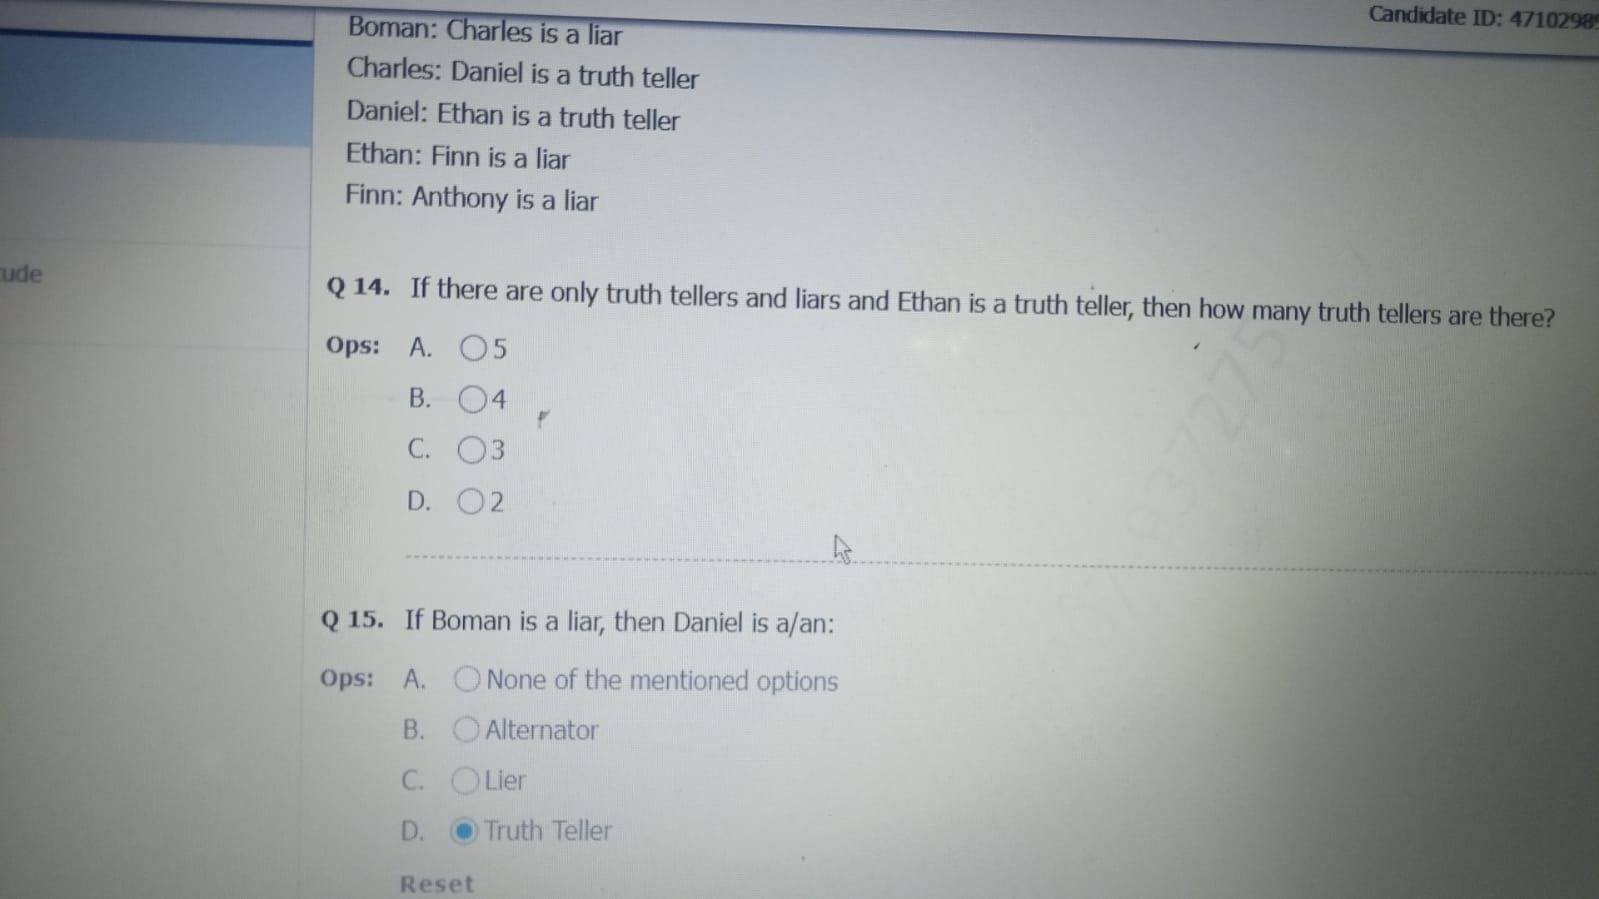 Candidate ID: 4710298
Boman: Charles is a liar
Charles: Daniel is a truth teller
Daniel: Ethan is a truth teller
Ethan: Finn is a liar
Finn: Anthony is a liar
ude
Q 14. If there are only truth tellers and liars and Ethan is a truth teller, then how many truth tellers are there?
Ops: A. 5
B. 4
C. 3
D. 2
Q 15. If Boman is a liar, then Daniel is a/an:
Ops: A. None of the mentioned options
B. Alternator
C. Lier
D. Truth Teller
Reset